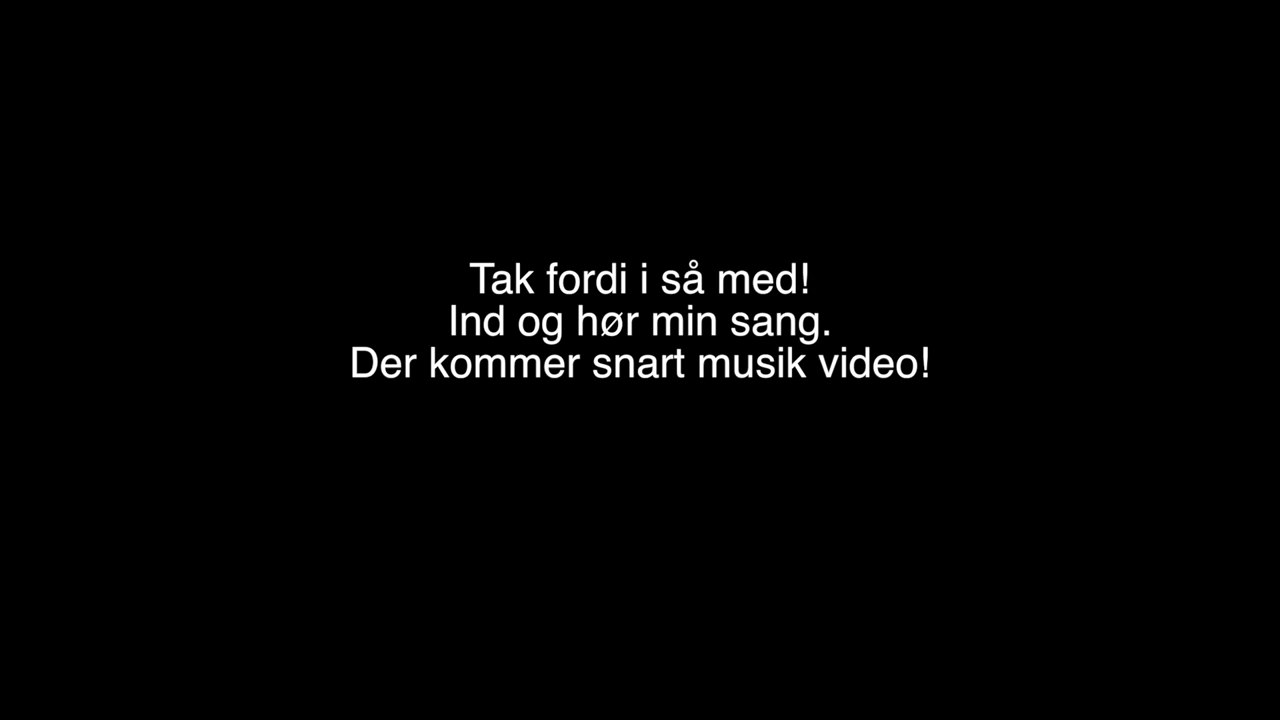 Tak fordi i så med!
Ind og hør min sang.
Der kommer snart musik video!